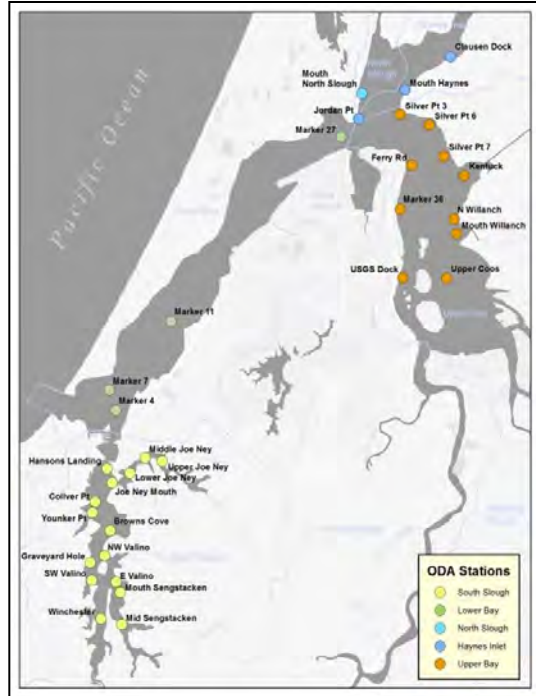 Clausen Dock
Mouth
North Slough
Mouth Haynes
Jordan Pt
Silver Pt 3
Silver Pt 6
Marker 27
Silver Pt 7
Ferry Rd
Kentuck
Pacific Ocean
Marker 36
N Willanch
Mouth Willanch
USGS Dock
Upper Coos
Marker 11
Marker 7
Marker 4
Middle Joe Ney
Upper Joe Ney
Hansons Landing
Lower Joe Ney
Joe Ney Mouth
Collver Pt
Younker Pt
Browns Cove
NW Valino
Graveyard Hole
SW Valino
E Valino
Mouth Sengstacken
Winchester
Mid Sengstacken
ODA Stations
South Slough
Lower Bay
North Slough
Haynes Inlet
Upper Bay